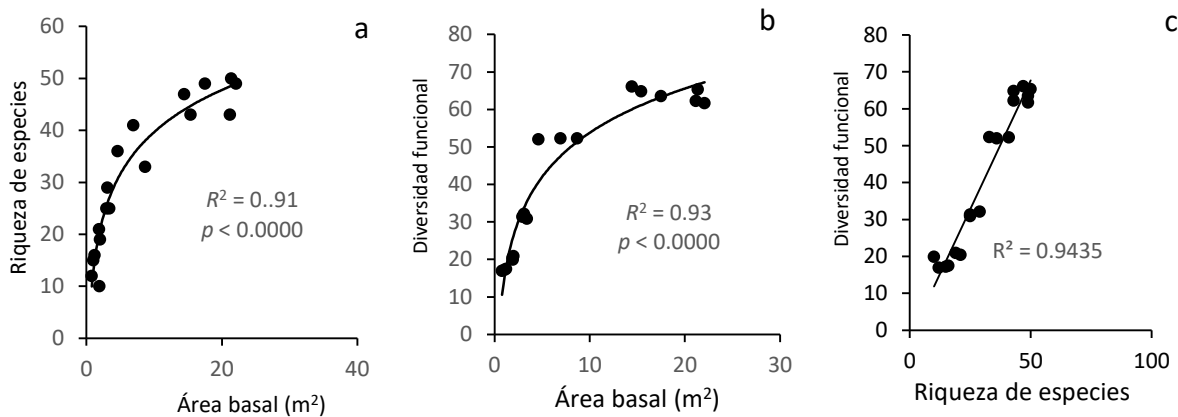 a
Riqueza de especies
60
50
40
30
20
10
0
R² = 0..91
p < 0.0000
0 20 40
Área basal (m²)
b
Diversidad funcional
80
70
60
50
40
30
20
10
0
R² = 0.93
p < 0.0000
0 10 20 30
Área basal (m²)
c
Diversidad funcional
80
70
60
50
40
30
20
10
0
R² = 0.9435
0 50 100
Riqueza de especies